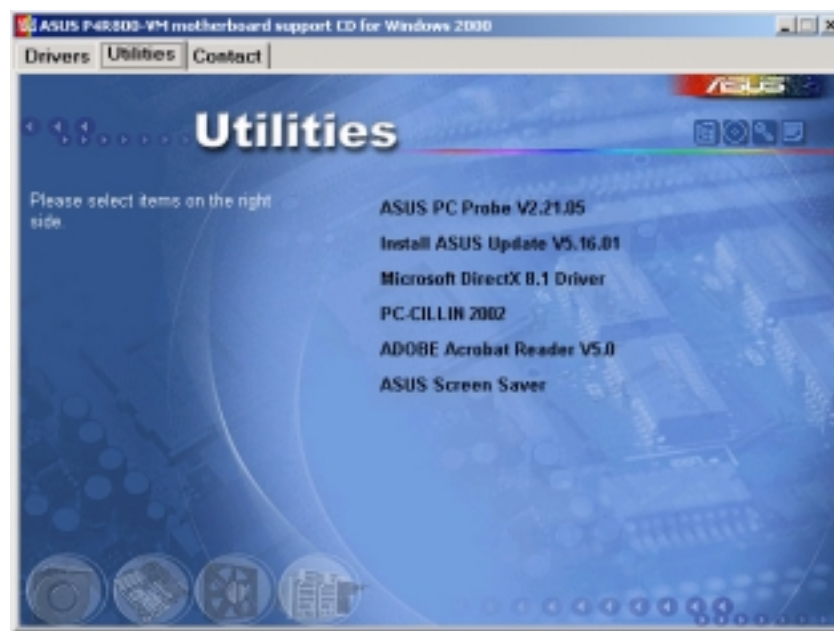 ASUS P4R800-VM motherboard support CD for Windows 2000
Drivers Utilities Contact
ASUS
Utilities
Please select items on the right
side.
ASUS PC Probe V2.21.05
Install ASUS Update V5.16.01
Microsoft DirectX 8.1 Driver
PC-CILLIN 2002
ADOBE Acrobat Reader V5.0
ASUS Screen Saver